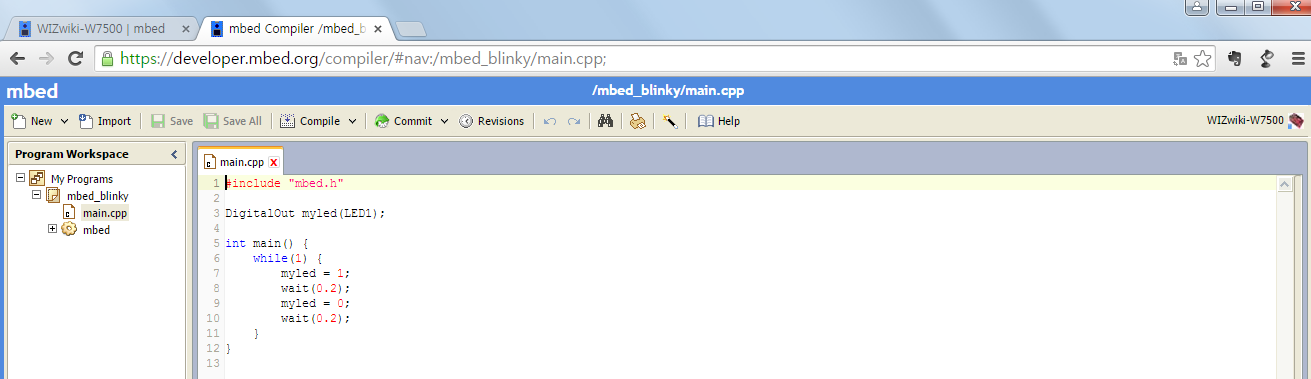 WIZwiki-W7500 | mbed
mbed Compiler /mbed_b
https://developer.mbed.org/compiler/#nav:/mbed_blinky/main.cpp;
mbed
/mbed_blinky/main.cpp
New Import Save Save All Compile Commit Revisions Help WIZwiki-W7500
Program Workspace
My Programs
mbed_blinky
main.cpp
mbed
main.cpp
1 #include "mbed.h"
2
3 DigitalOut myled(LED1);
4
5 int main() {
6 while(1) {
7 myled = 1;
8 wait(0.2);
9 myled = 0;
10 wait(0.2);
11 }
12 }
13